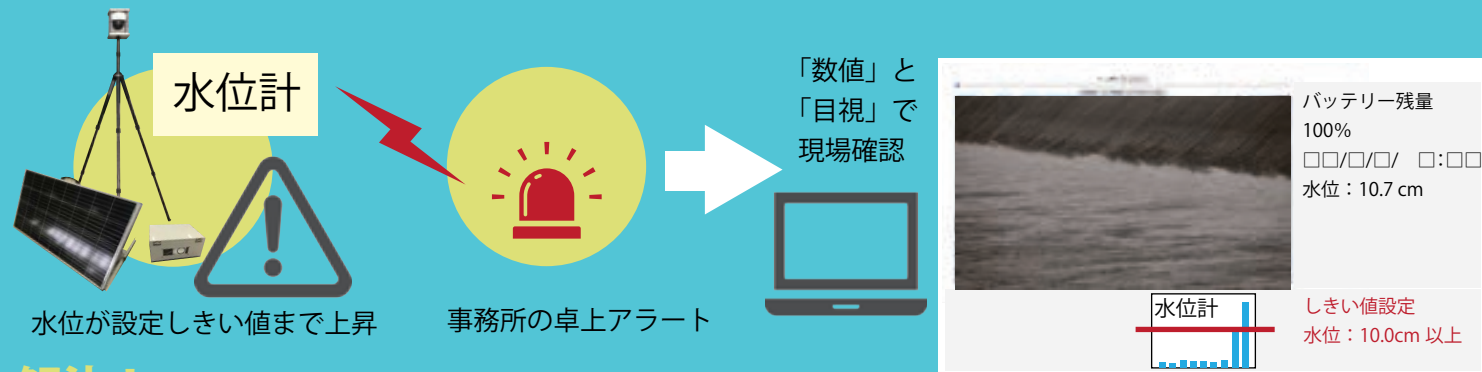 水位計
水位が設定しきい値まで上昇
事務所の卓上アラート
「数値」と
「目視」で
現場確認
バッテリー残量
100%
□□/□/□/ □:□□
水位：10.7 cm
水位計
しきい値設定
水位：10.0cm 以上